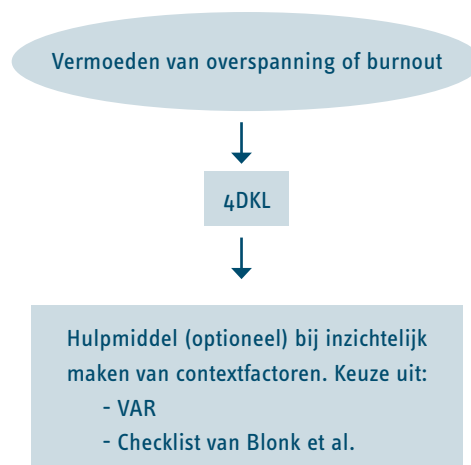 Vermoeden van overspanning of burnout
4DKL
Hulpmiddel (optioneel) bij inzichtelijk
maken van contextfactoren. Keuze uit:
- VAR
- Checklist van Blonk et al.